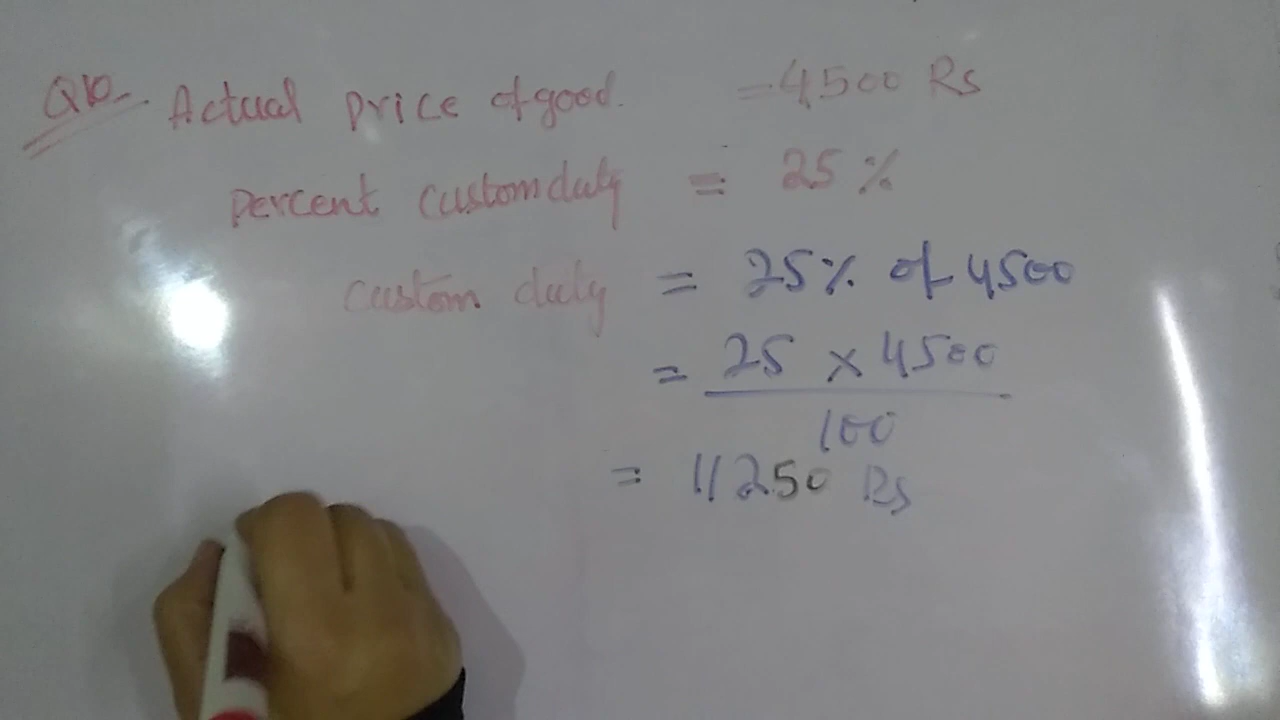 Q10. Actual price of good. = 4500 Rs
percent custom duty = 25 %
custom duty = 25% of 4500
= 25 x 4500
100
= 11250 Rs